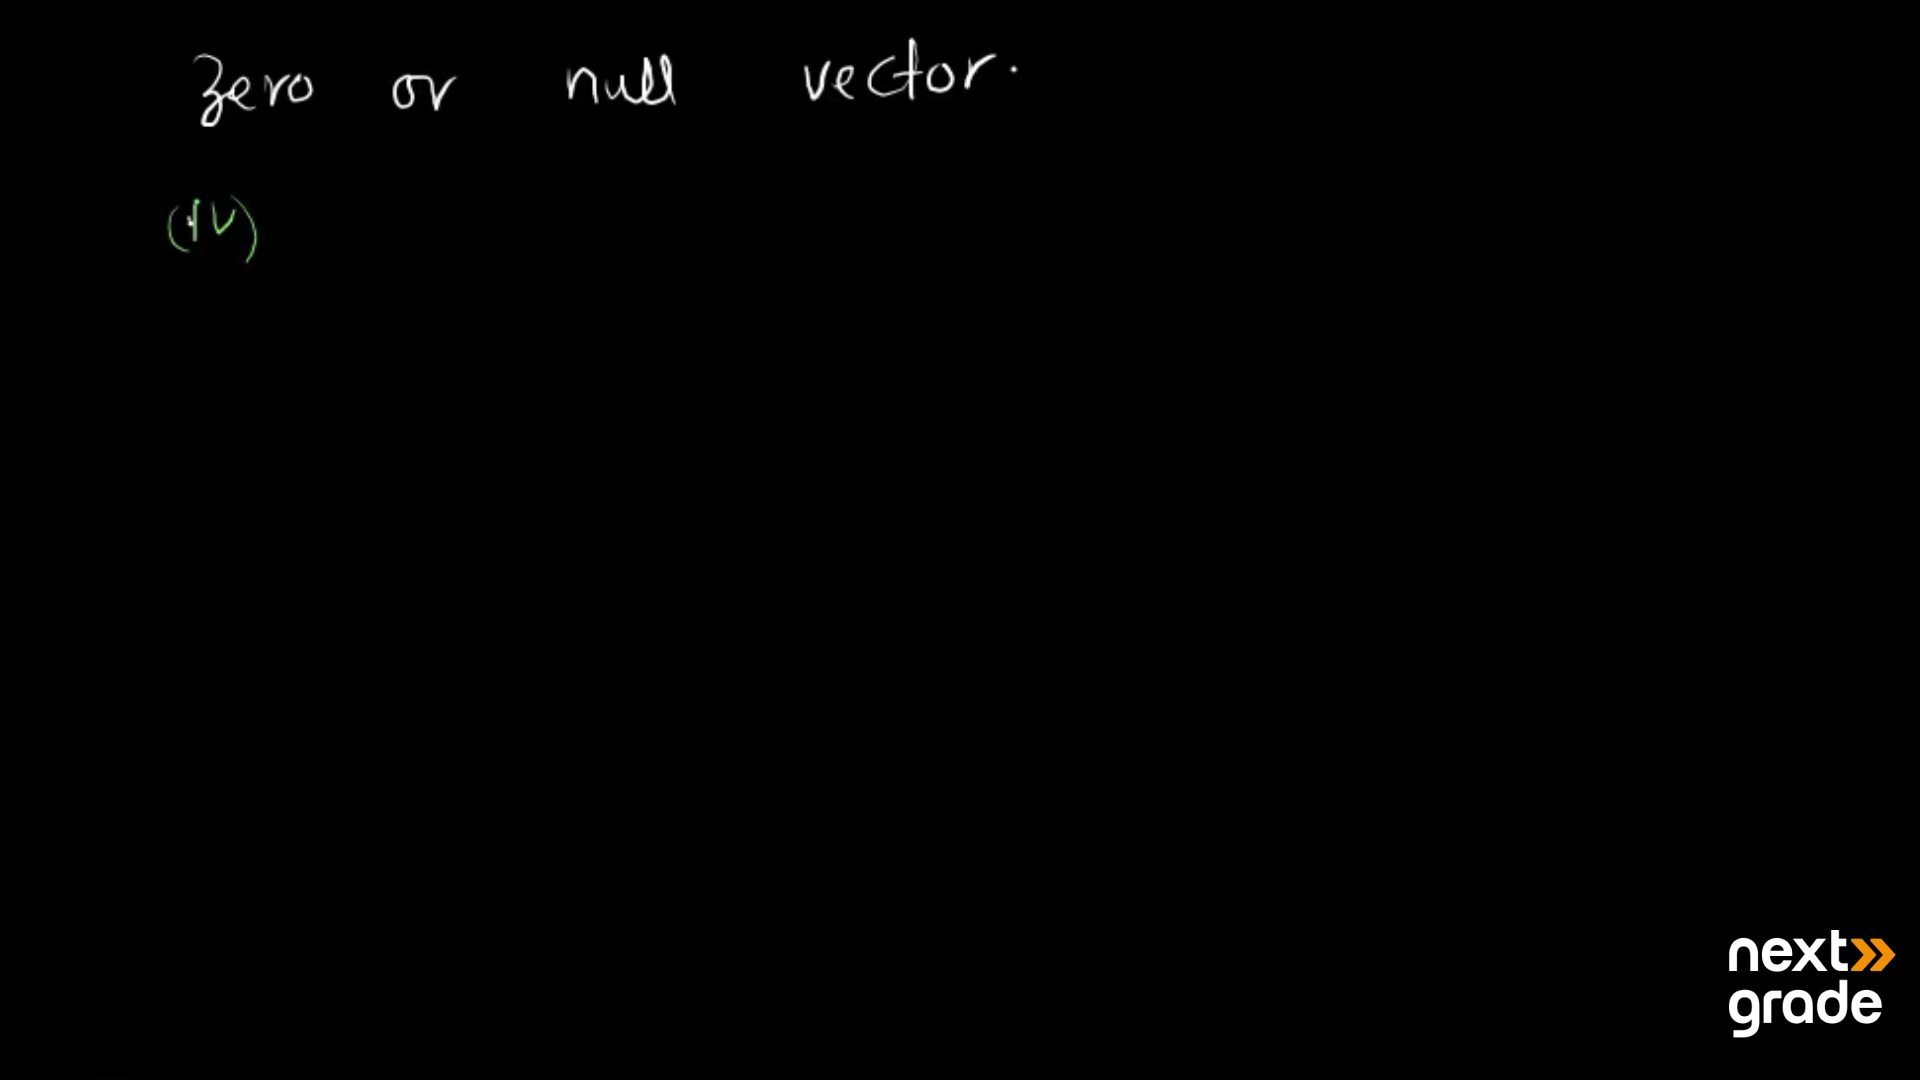 zero or null vector.
(iv)
next
grade